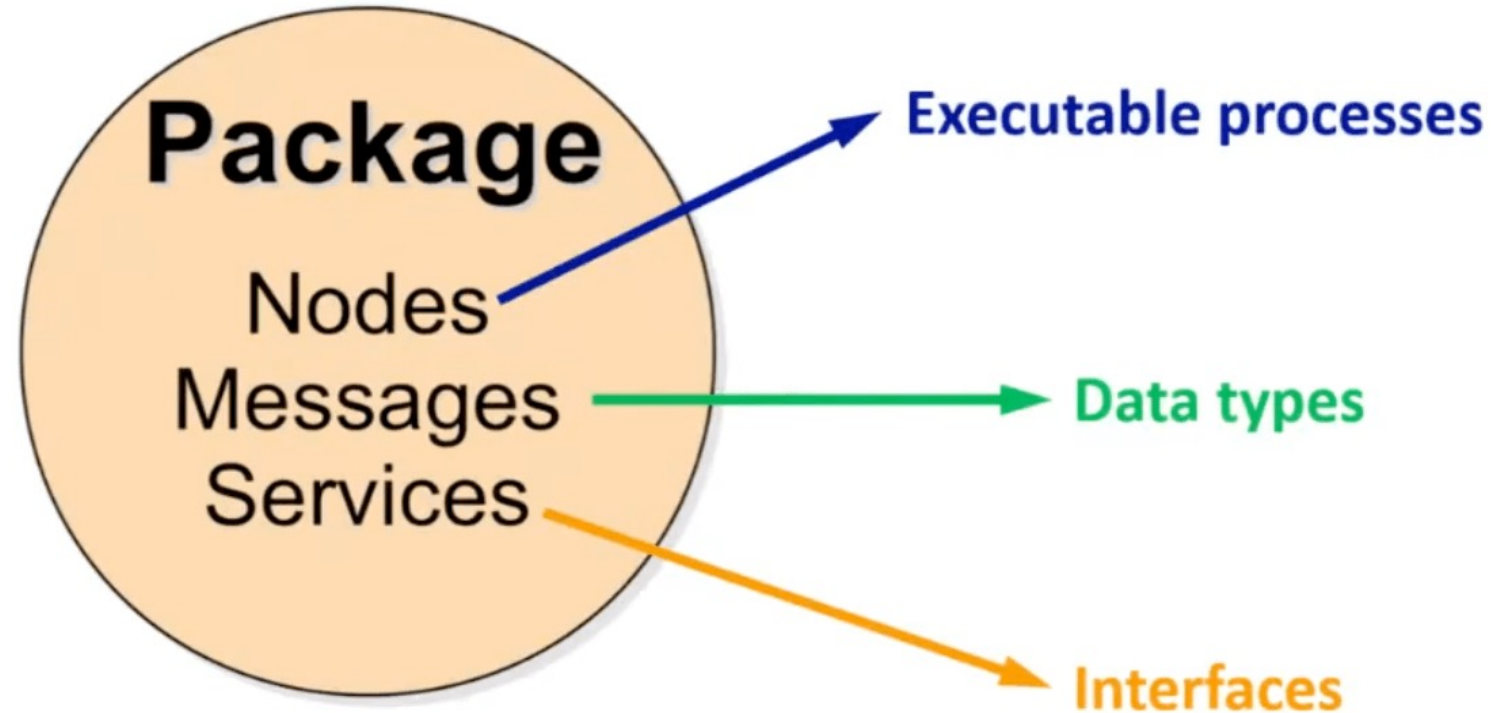 Package
Executable processes
Nodes
Messages
Data types
Services
Interfaces